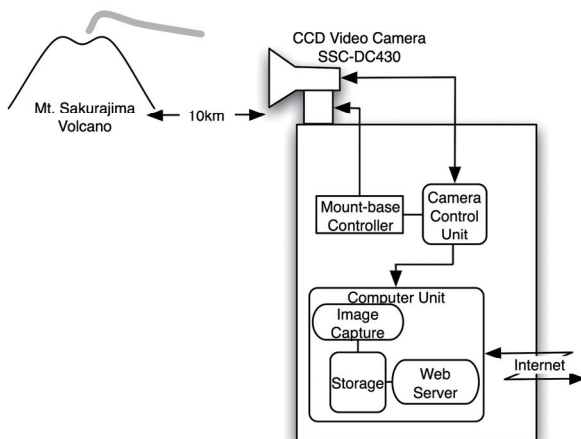 CCD Video Camera
SSC-DC430
Mt. Sakurajima
Volcano
10km
Mount-base
Controller
Camera
Control
Unit
Computer Unit
Image
Capture
Storage
Web
Server
Internet